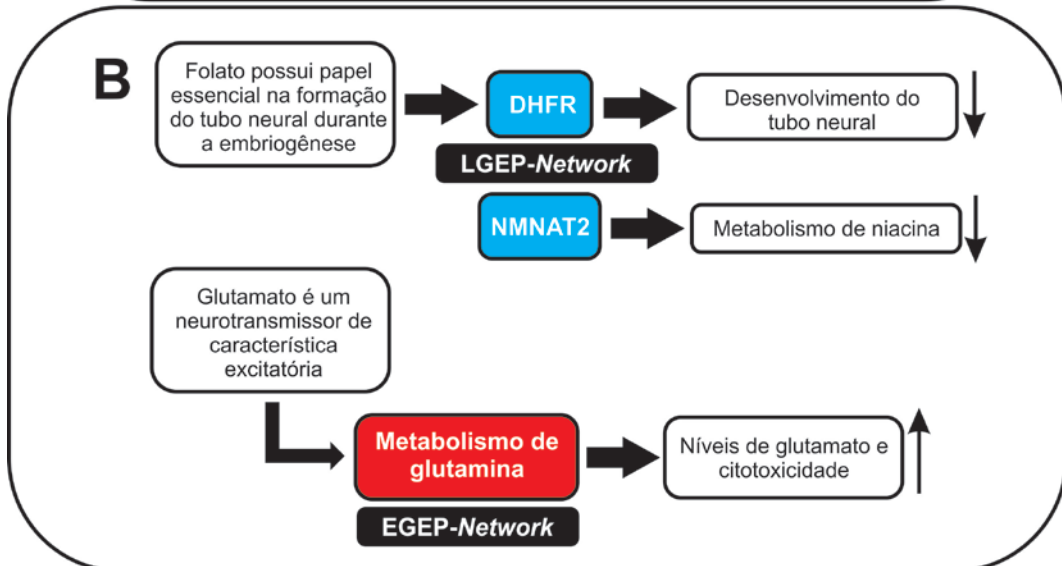 B
Folato possui papel
essencial na formação
do tubo neural durante
a embriogênese
DHFR
Desenvolvimento do
tubo neural
LGEP-Network
NMNAT2
Metabolismo de niacina
Glutamato é um
neurotransmissor de
característica
excitatória
Metabolismo de
glutamina
Níveis de glutamato e
citotoxicidade
EGEP-Network